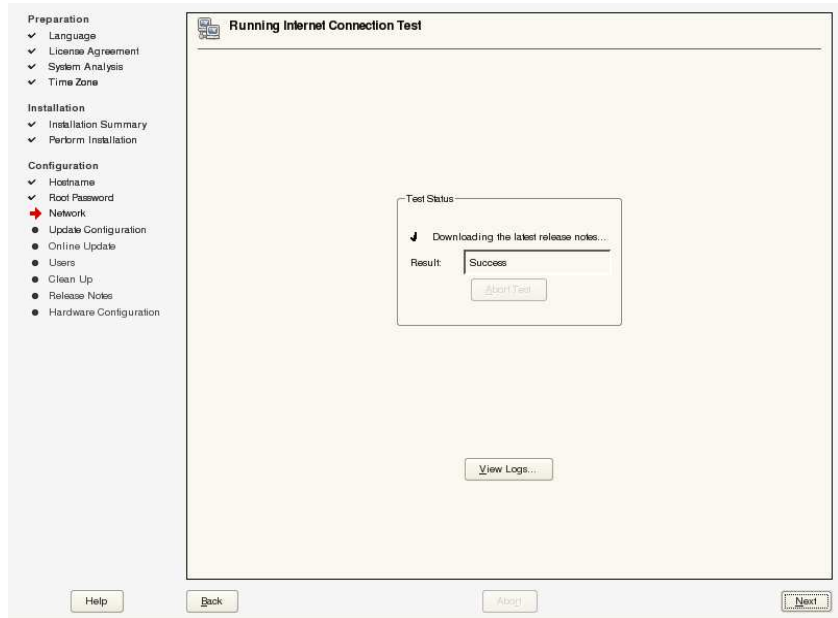 Preparation
Language
License Agreement
System Analysis
Time Zone
Installation
Installation Summary
Perform Installation
Configuration
Hostname
Root Password
Network
Update Configuration
Online Update
Users
Clean Up
Release Notes
Hardware Configuration
Running Internet Connection Test
Test Status
Downloading the latest release notes...
Result: Success
Abort Test
View Logs...
Help Back Abort Next